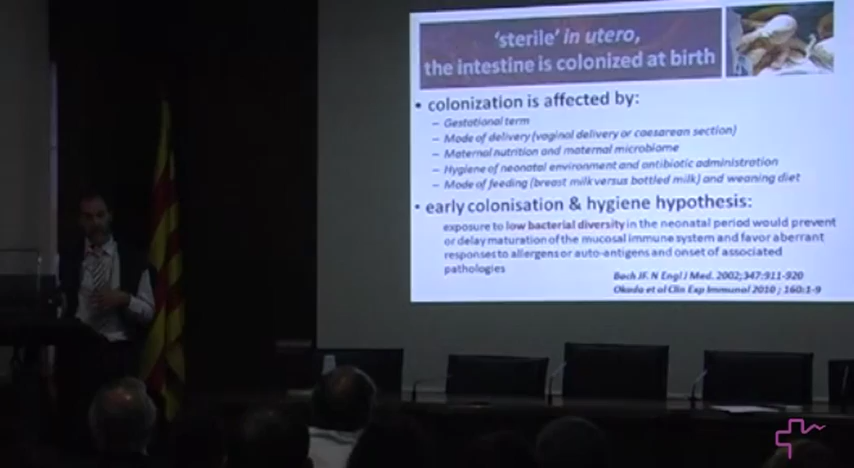 ‘sterile’ in utero,
the intestine is colonized at birth
• colonization is affected by:
– Gestational term
– Mode of delivery (vaginal delivery or caesarean section)
– Maternal nutrition and maternal microbiome
– Hygiene of neonatal environment and antibiotic administration
– Mode of feeding (breast milk versus bottled milk) and weaning diet
• early colonisation & hygiene hypothesis:
exposure to low bacterial diversity in the neonatal period would prevent
or delay maturation of the mucosal immune system and favor aberrant
responses to allergens or auto-antigens and onset of associated
pathologies
Bach JF. N Engl J Med. 2002;347:911-920
Okada et al Clin Exp Immunol 2010 ; 160:1-9